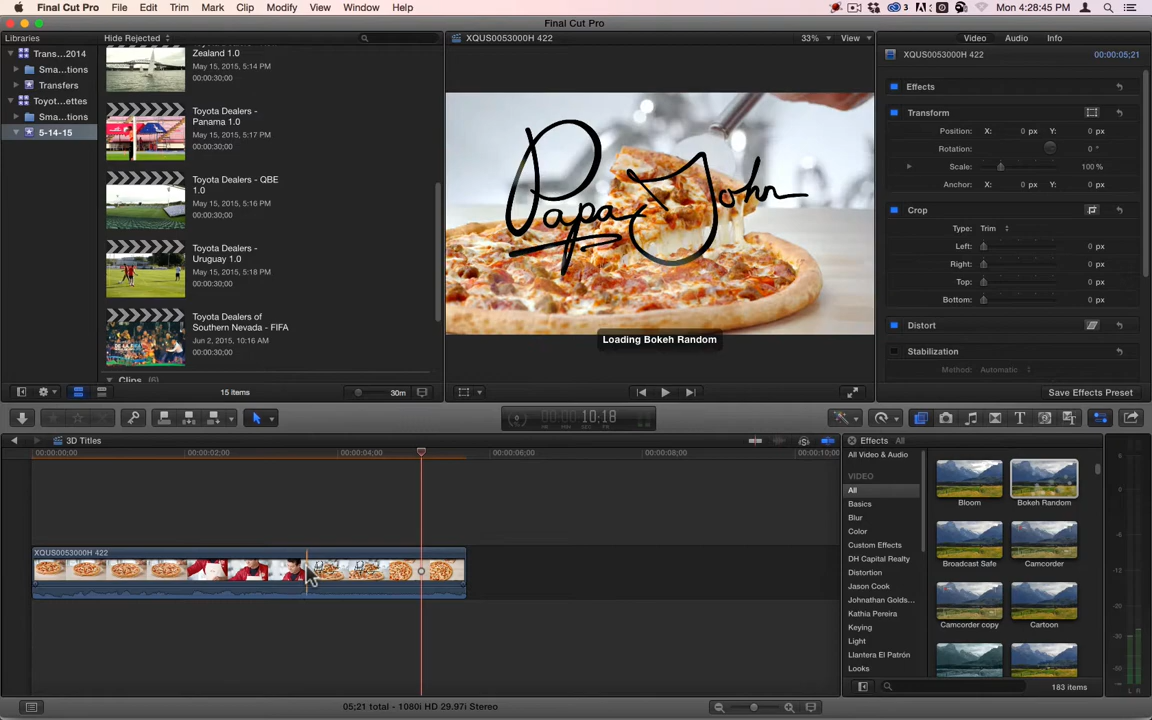 Final Cut Pro File Edit Trim Mark Clip Modify View Window Help 3 Mon 4:28:45 PM
Final Cut Pro
Libraries Hide Rejected XQUS0053000H 422 33% View Video Audio Info
Trans...2014
Sma...tions
Transfers
Toyot...ettes
Sma...tions
5-14-15
Zealand 1.0
May 15, 2015, 5:14 PM
00:00:30;00
Toyota Dealers -
Panama 1.0
May 15, 2015, 5:17 PM
00:00:30;00
Toyota Dealers - QBE
1.0
May 15, 2015, 5:16 PM
00:00:30;00
Toyota Dealers -
Uruguay 1.0
May 15, 2015, 5:18 PM
00:00:30;00
Toyota Dealers of
Southern Nevada - FIFA
Jun 2, 2015, 10:16 AM
00:00:30;00
Clips (6)
15 Items 30m
Papa John
Loading Bokeh Random
XQUS0053000H 422 00:00:05;21
Effects
Transform
Position: X: 0 px Y: 0 px
Rotation: 0 °
Scale: 100 %
Anchor: X: 0 px Y: 0 px
Crop
Type: Trim
Left: 0 px
Right: 0 px
Top: 0 px
Bottom: 0 px
Distort
Stabilization
Method: Automatic
Save Effects Preset
00:00:10:18
HR MIN SEC FR
3D Titles
00:00:00;00 00:00:02;00 00:00:04;00 00:00:06;00 00:00:08;00 00:00:10;00
XQUS0053000H 422
05;21 total - 1080i HD 29.97i Stereo
Effects All
All Video & Audio
VIDEO
All
Basics
Blur
Color
Custom Effects
DH Capital Realty
Distortion
Jason Cook
Johnathan Golds...
Kathia Pereira
Keying
Light
Llantera El Patrón
Looks
Bloom Bokeh Random
Broadcast Safe Camcorder
Camcorder copy Cartoon
183 items
L R